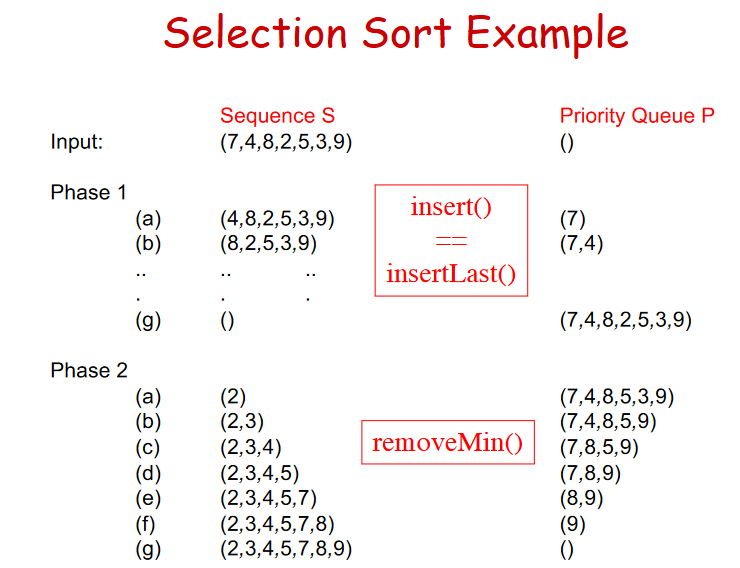 Selection Sort Example
Sequence S Priority Queue P
Input: (7,4,8,2,5,3,9) ()
Phase 1
insert()
==
insertLast()
(a) (4,8,2,5,3,9) (7)
(b) (8,2,5,3,9) (7,4)
.. .. ..
. . .
(g) () (7,4,8,2,5,3,9)
Phase 2
removeMin()
(a) (2) (7,4,8,5,3,9)
(b) (2,3) (7,4,8,5,9)
(c) (2,3,4) (7,8,5,9)
(d) (2,3,4,5) (7,8,9)
(e) (2,3,4,5,7) (8,9)
(f) (2,3,4,5,7,8) (9)
(g) (2,3,4,5,7,8,9) ()